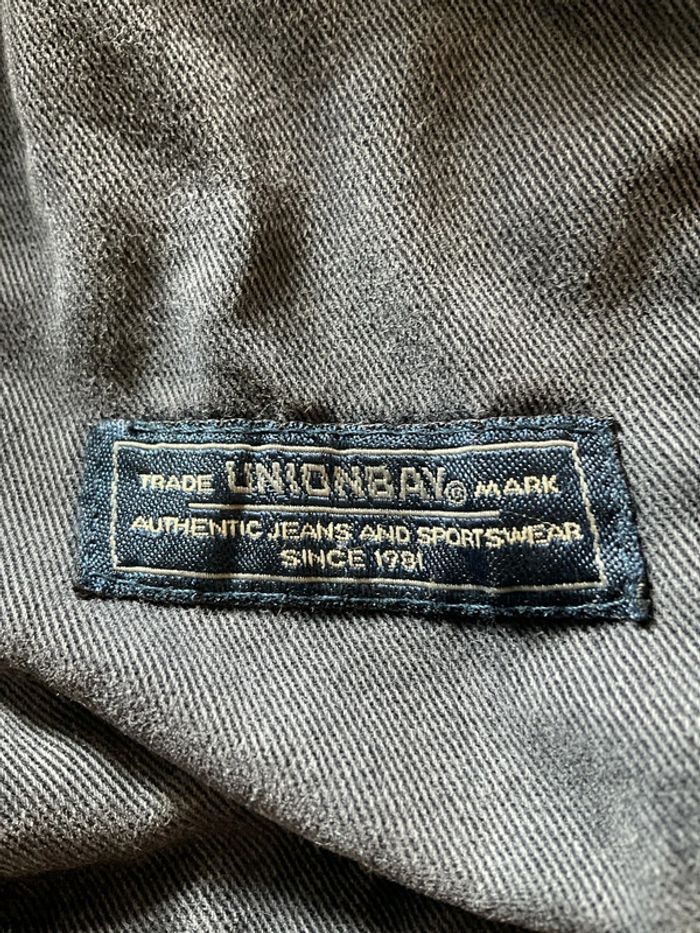 TRADE UNIONBAY© MARK
AUTHENTIC JEANS AND SPORTSWEAR
SINCE 1981